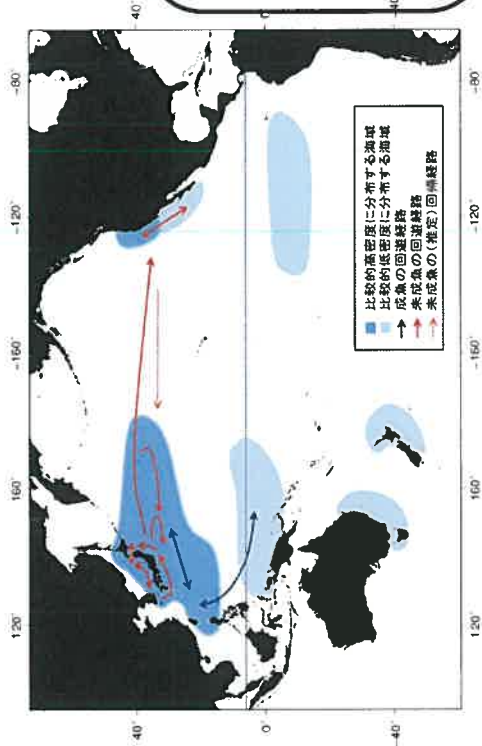 120° 160° −160° −120° −80°
40°
0°
−40°
比較的高密度に分布する海域
比較的低密度に分布する海域
成魚の回遊経路
未成魚の回遊経路
未成魚の(推定)回帰経路